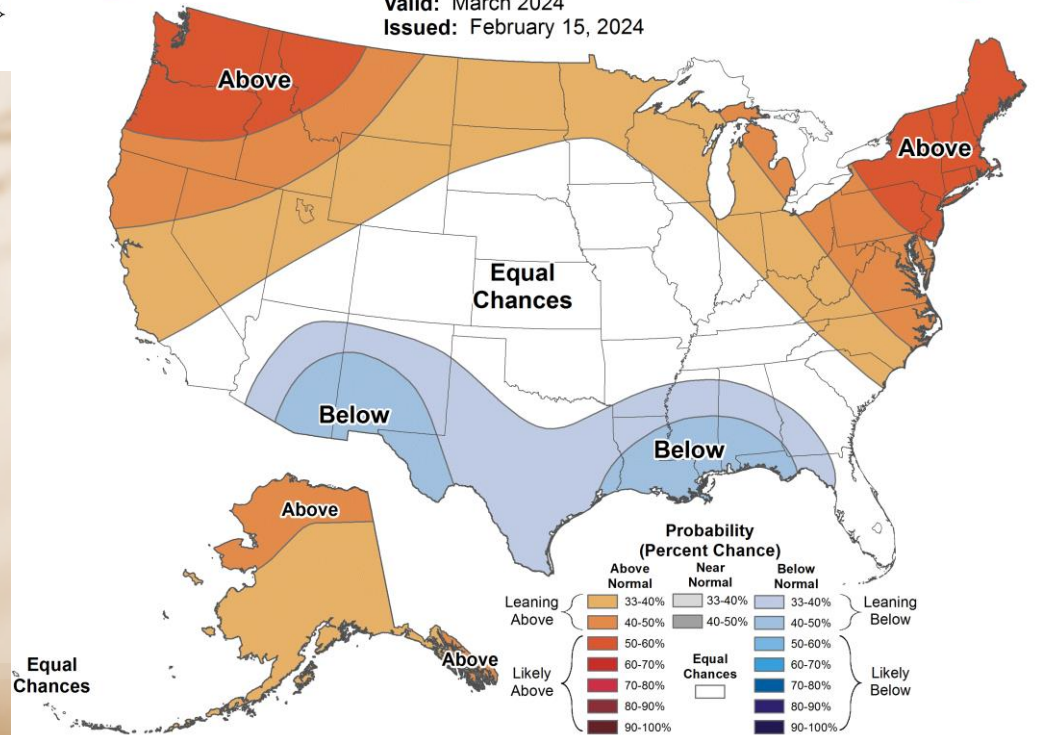 Valid: March 2024
Issued: February 15, 2024
Above
Above
Equal
Chances
Below
Below
Above
Above
Equal
Chances
Probability
(Percent Chance)
Above
Normal
Near
Normal
Below
Normal
Leaning
Above
33-40%
33-40%
33-40%
Leaning
Below
40-50%
40-50%
40-50%
Likely
Above
50-60%
50-60%
60-70%
Equal
Chances
60-70%
70-80%
70-80%
Likely
Below
80-90%
80-90%
90-100%
90-100%